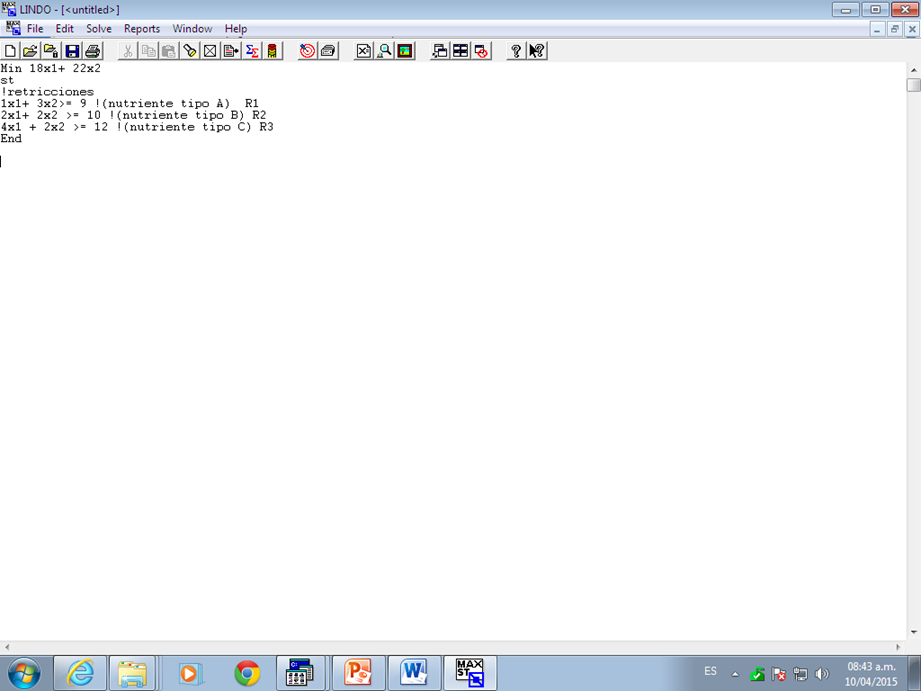 LINDO - [<untitled>]
File Edit Solve Reports Window Help
Min 18x1+ 22x2
st
!retricciones
1x1+ 3x2>= 9 !(nutriente tipo A)  R1
2x1+ 2x2 >= 10 !(nutriente tipo B) R2
4x1 + 2x2 >= 12 !(nutriente tipo C) R3
End
MAX ST
ES
08:43 a.m.
10/04/2015